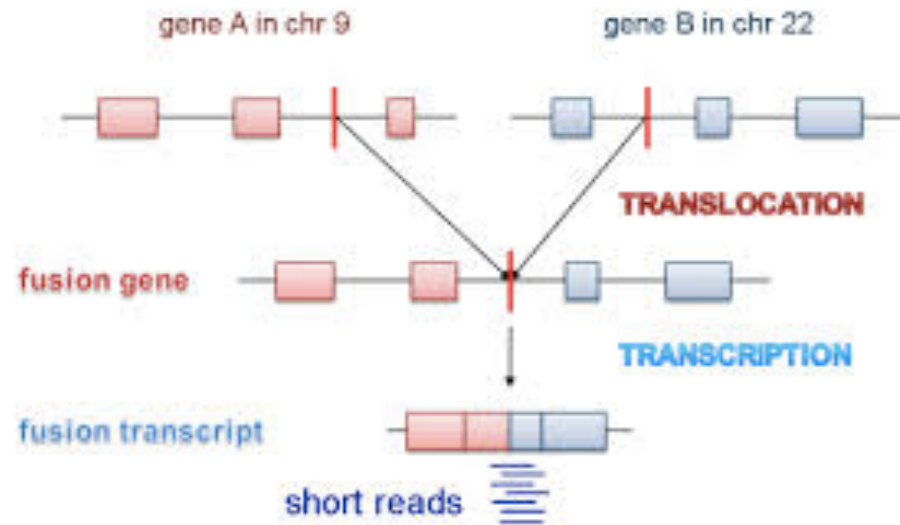 gene A in chr 9
gene B in chr 22
TRANSLOCATION
fusion gene
TRANSCRIPTION
fusion transcript
short reads